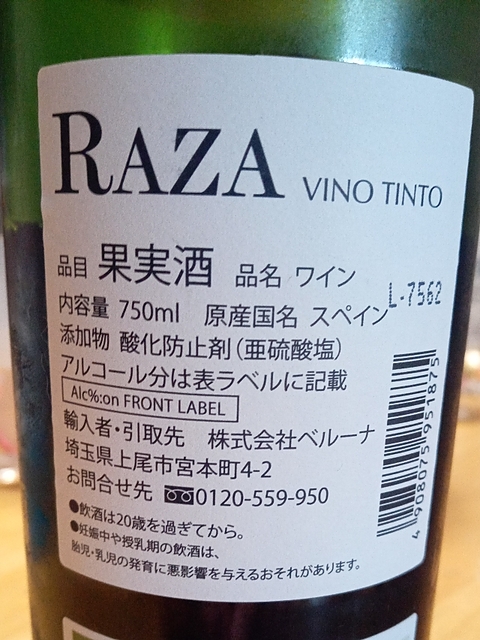 RAZA VINO TINTO
品目 果実酒 品名 ワイン
L-7562
内容量 750ml 原産国名 スペイン
添加物 酸化防止剤(亜硫酸塩)
アルコール分は表ラベルに記載
Alc%:on FRONT LABEL
輸入者・引取先 株式会社ベルーナ
埼玉県上尾市宮本町4-2
お問合せ先 0120-559-950
●飲酒は20歳を過ぎてから。
●妊娠中や授乳期の飲酒は、
胎児・乳児の発育に悪影響を与えるおそれがあります。
4 908075 951875